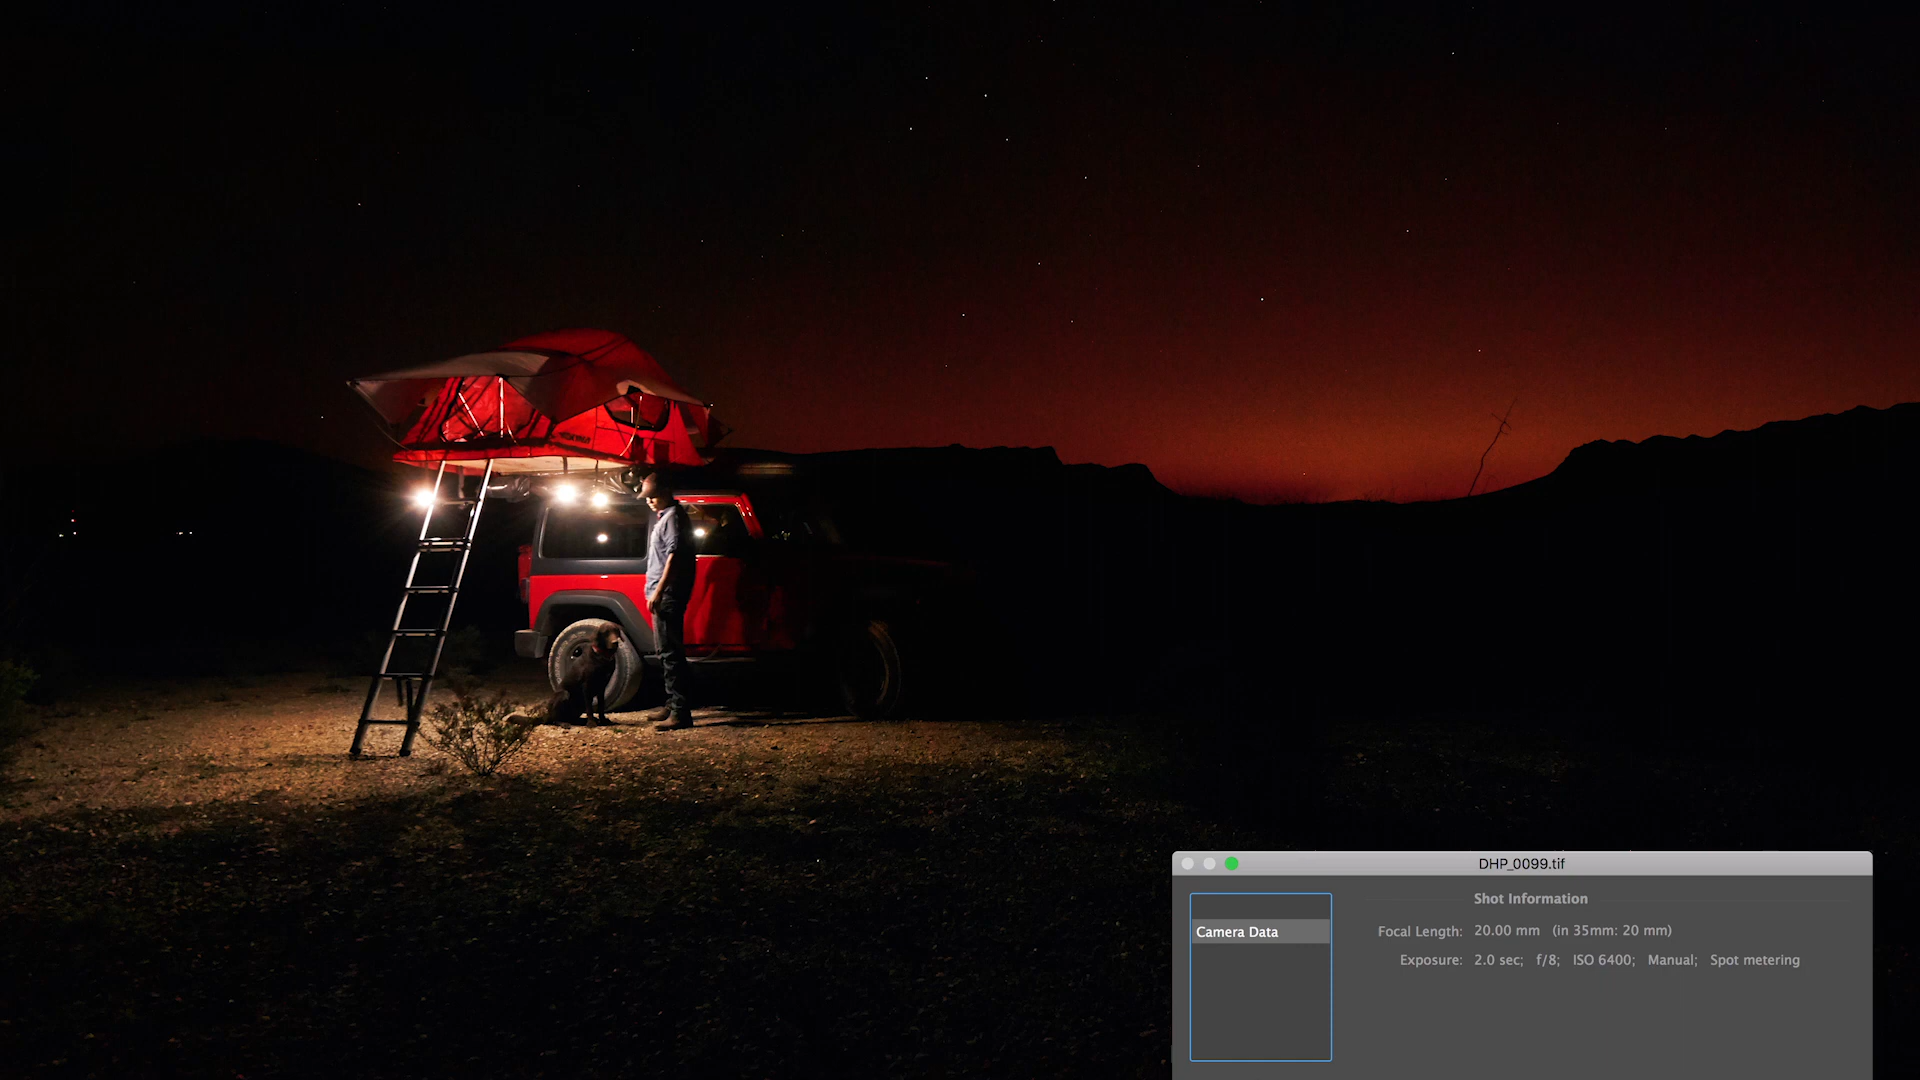 DHP_0099.tif
Shot Information
Camera Data
Focal Length: 20.00 mm (in 35mm: 20 mm)
Exposure: 2.0 sec; f/8; ISO 6400; Manual; Spot metering